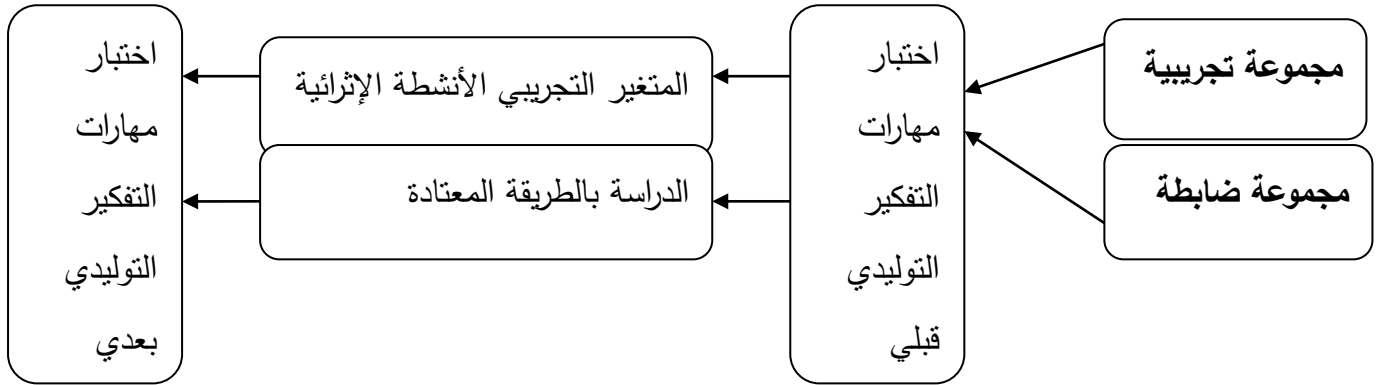 مجموعة تجريبية
مجموعة ضابطة
اختبار
مهارات
التفكير
التوليدي
قبلي
المتغير التجريبي الأنشطة الإثرائية
الدراسة بالطريقة المعتادة
اختبار
مهارات
التفكير
التوليدي
بعدي